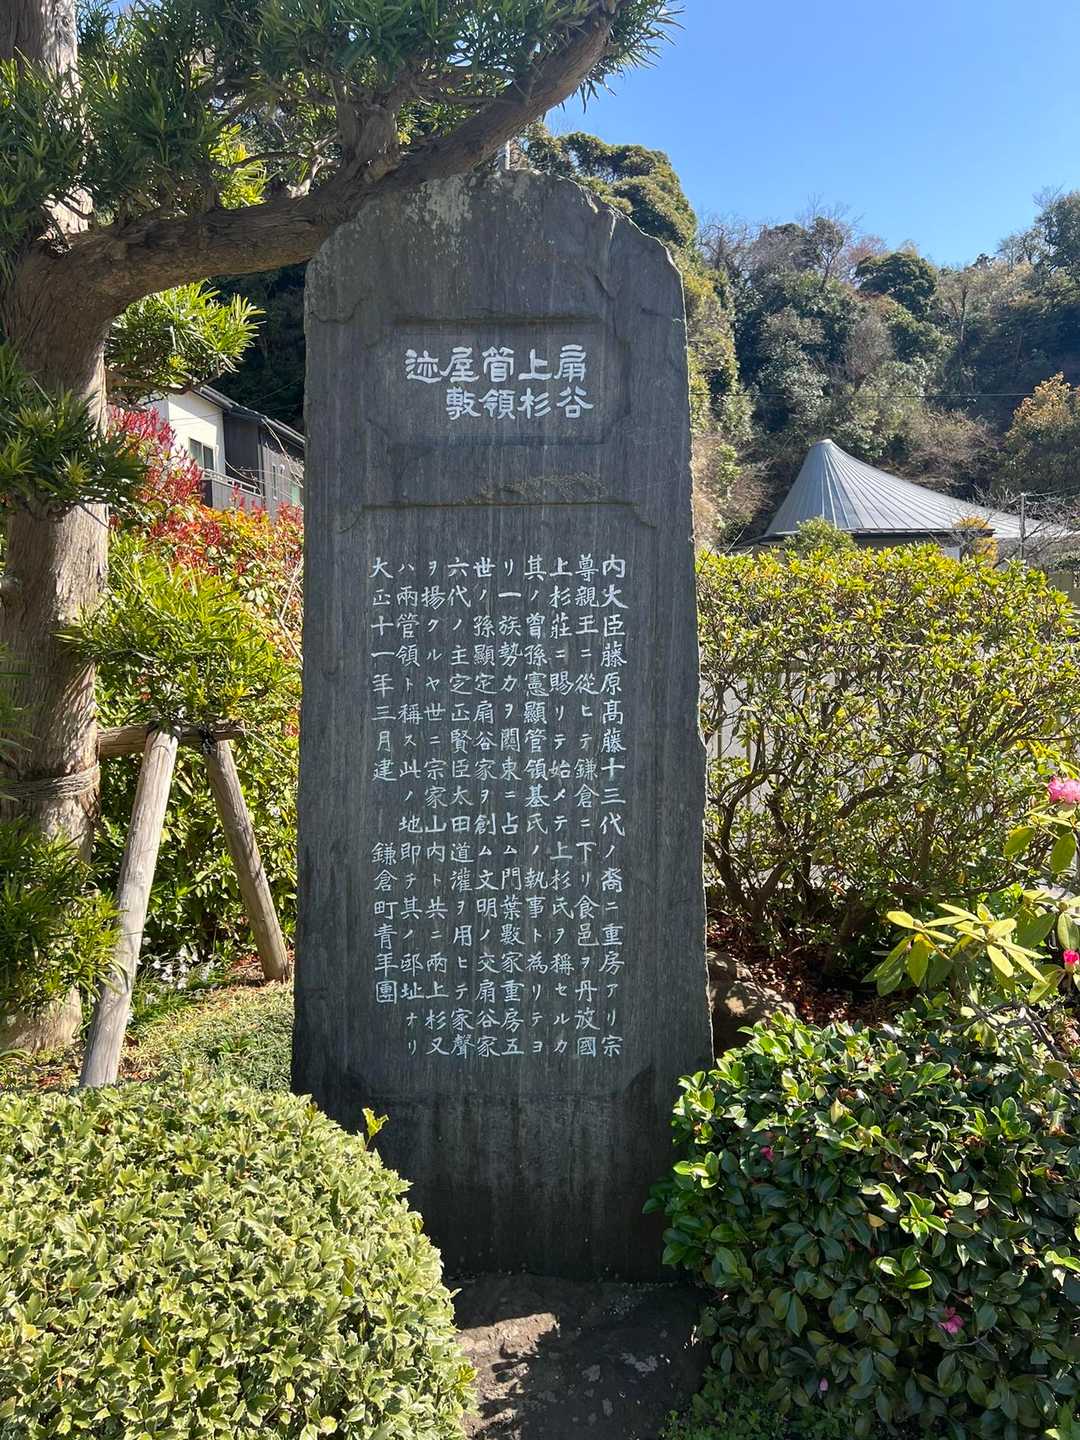 扇谷
上杉
管領
屋敷
迹
内大臣藤原髙藤十三代ノ裔ニ重房アリ宗
尊親王ニ從ヒテ鎌倉ニ下リ食邑ヲ丹波國
上杉莊ニ賜リテ始メテ上杉氏ヲ稱セルカ
其ノ曾孫憲顯管領基氏ノ執事ト為リテヨ
リ一族勢力ヲ關東ニ占ム門葉數家重房五
世ノ孫顯定扇谷家ヲ創ム文明ノ交扇谷家
六代ノ主定正賢臣太田道灌ヲ用ヒテ家聲
ヲ揚クルヤ世ニ宗家山内ト共ニ兩上杉又
ハ兩管領ト稱ス此ノ地即チ其ノ邸址ナリ
大正十一年三月建 鎌倉町青年團